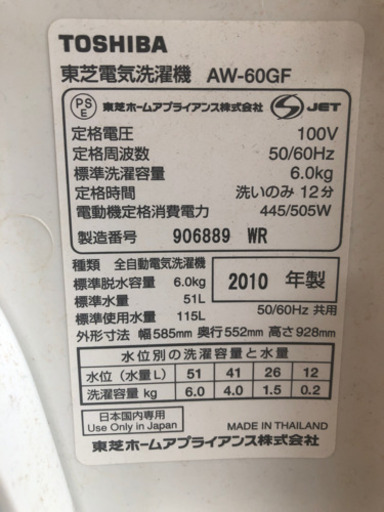 TOSHIBA
東芝電気洗濯機 AW-60GF
PS E 東芝ホームアプライアンス株式会社 S JET
定格電圧 100V
定格周波数 50/60Hz
標準洗濯容量 6.0kg
定格時間 洗いのみ 12分
電動機定格消費電力 445/505W
製造番号 906889 WR
種類 全自動電気洗濯機
標準脱水容量 6.0kg
標準水量 51L
標準使用水量 115L
2010 年製
50/60Hz 共用
外形寸法 幅585mm 奥行552mm 高さ928mm
水位別の洗濯容量と水量
水位 (水量L) 51 41 26 12
洗濯容量 kg 6.0 4.0 1.5 0.2
日本国内専用
Use Only in Japan
MADE IN THAILAND
東芝ホームアプライアンス株式会社